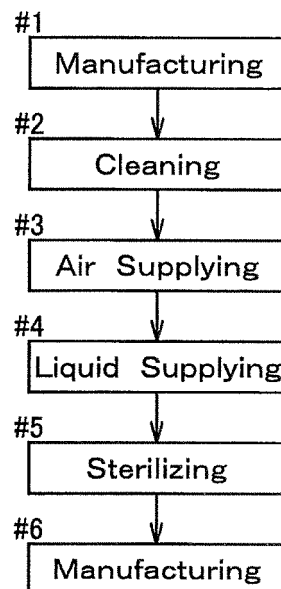 #1
Manufacturing
#2
Cleaning
#3
Air Supplying
#4
Liquid Supplying
#5
Sterilizing
#6
Manufacturing